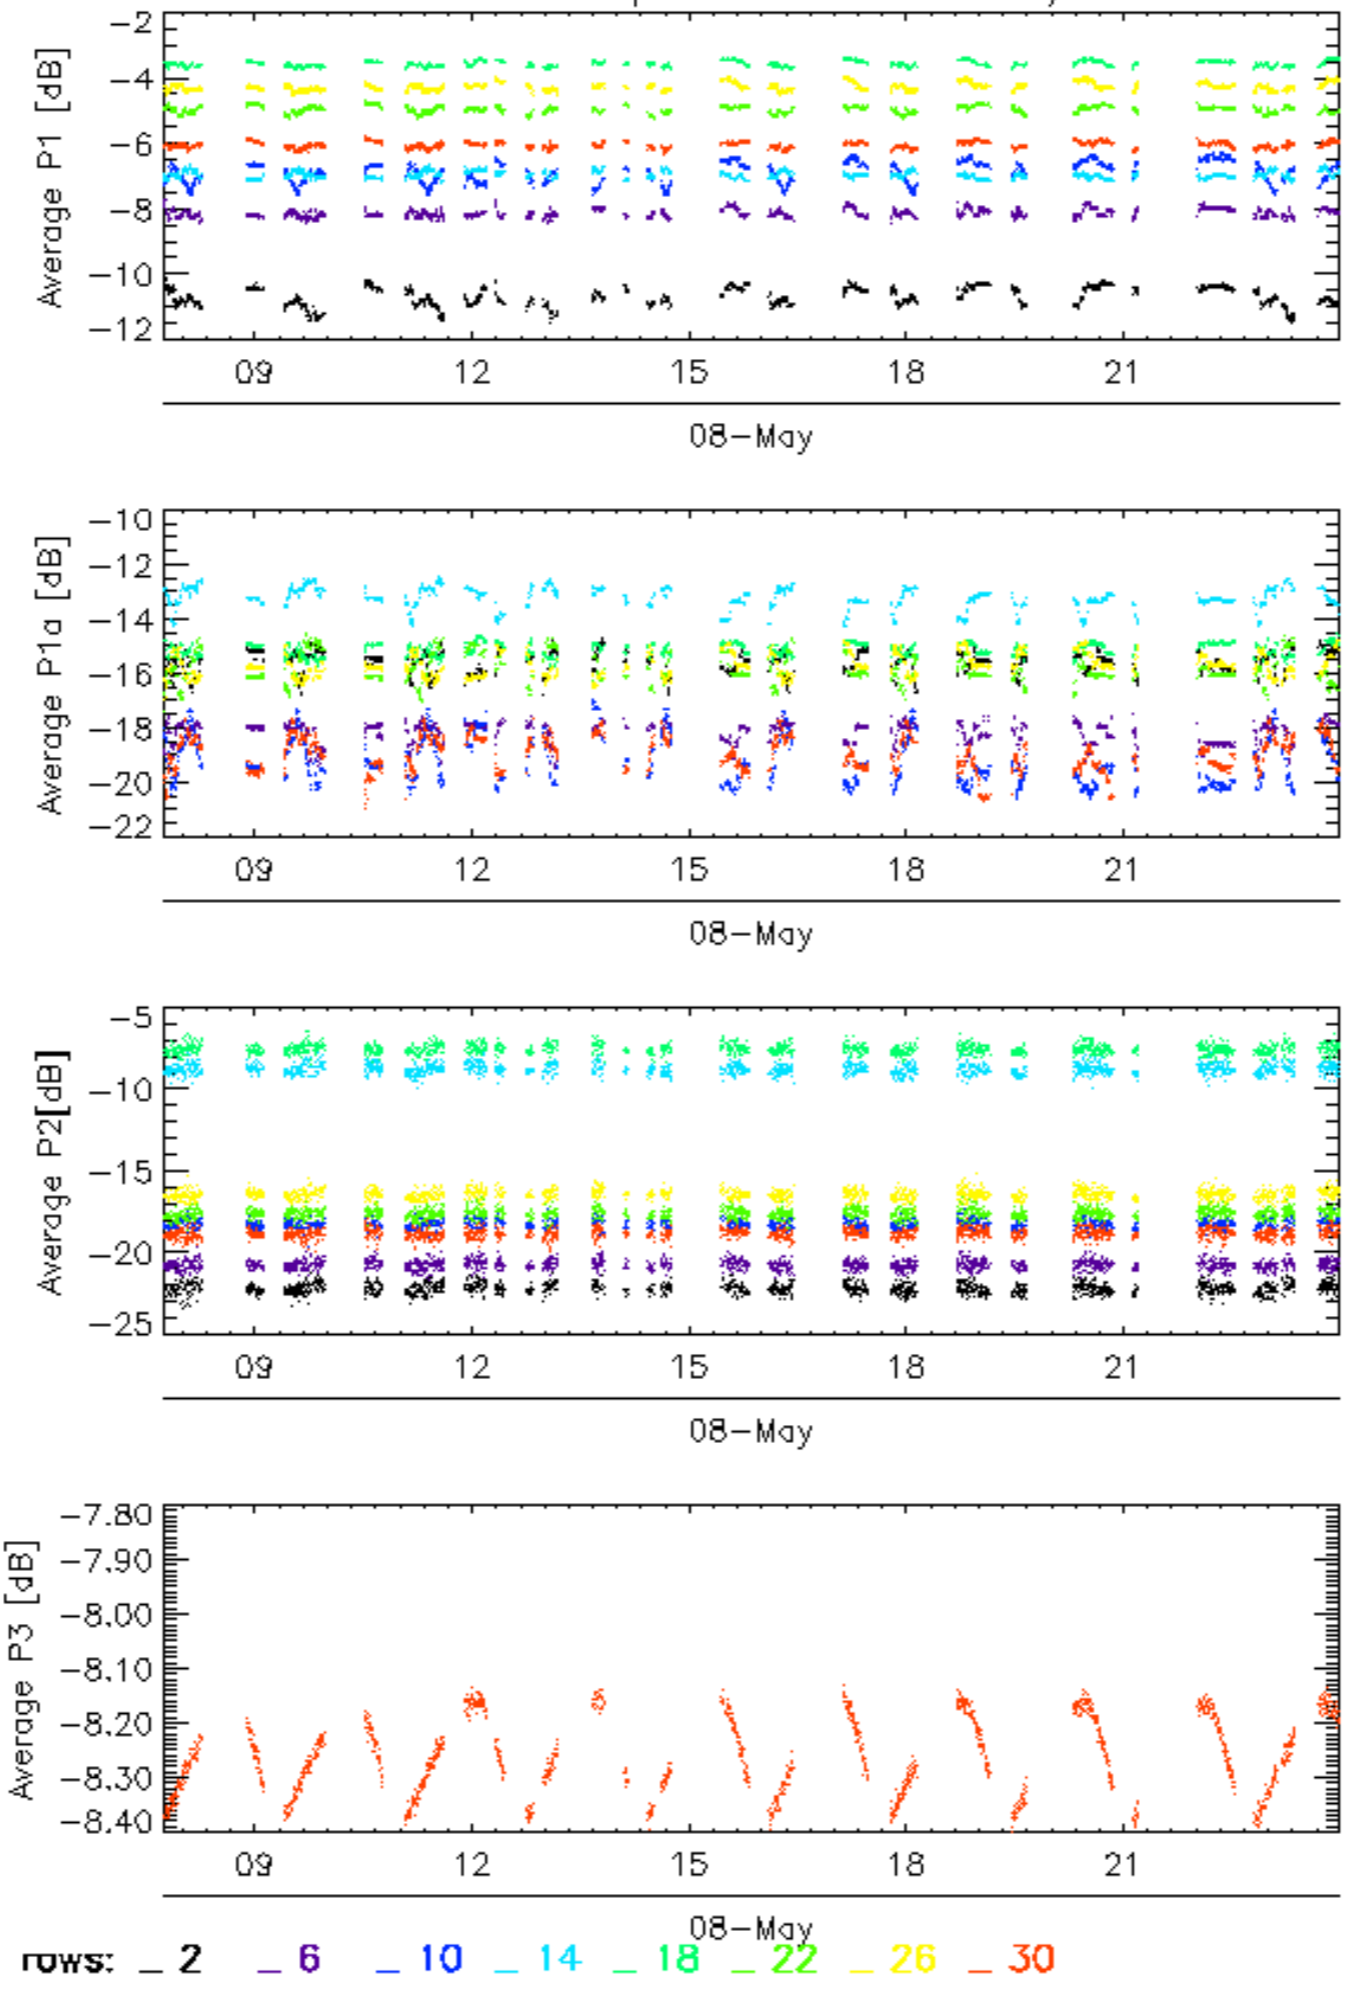 -2
-4
-6
-8
-10
-12
Average P1 [dB]
09 12 15 18 21
08-May
-10
-12
-14
-16
-18
-20
-22
Average P1a [dB]
09 12 15 18 21
08-May
-5
-10
-15
-20
-25
Average P2[dB]
09 12 15 18 21
08-May
-7.80
-7.90
-8.00
-8.10
-8.20
-8.30
-8.40
Average P3 [dB]
09 12 15 18 21
08-May
rows: _ 2 _ 6 _ 10 _ 14 _ 18 _ 22 _ 26 _ 30